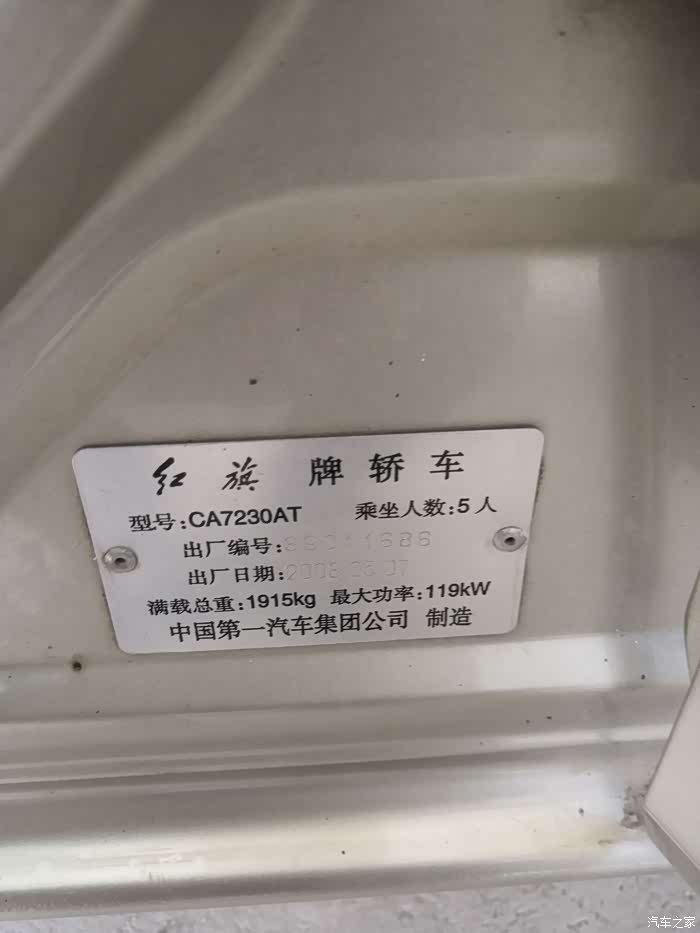 红旗 牌轿车
型号:CA7230AT 乘坐人数:5人
出厂编号:
出厂日期:
满载总重:1915kg 最大功率:119kW
中国第一汽车集团公司 制造
汽车之家